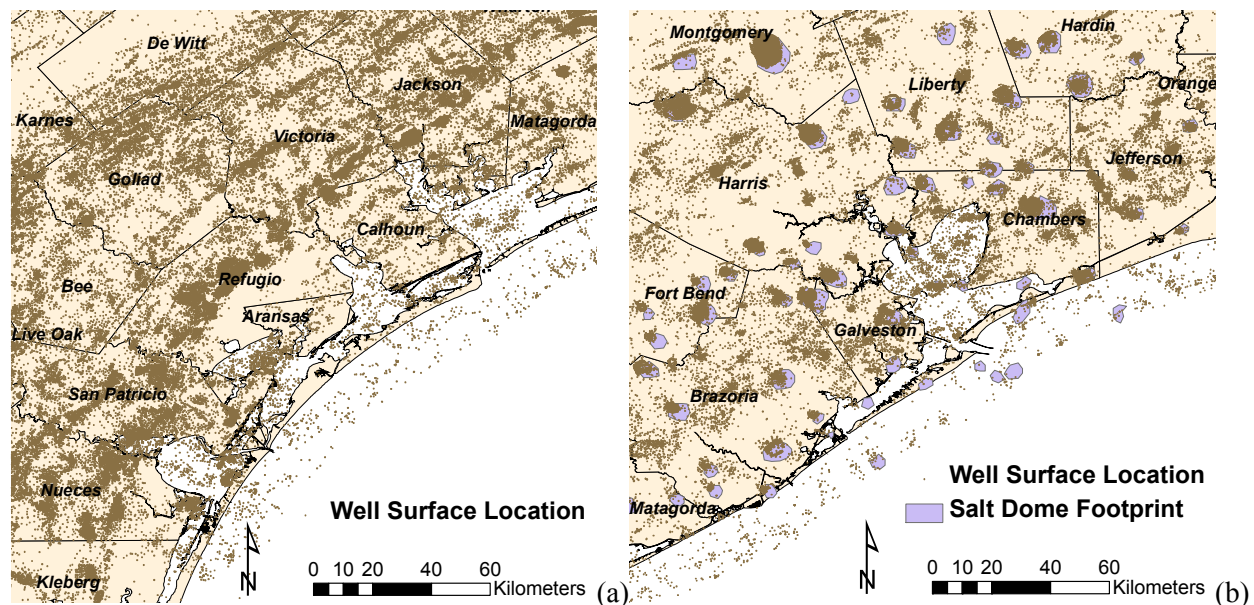 De Witt
Jackson
Karnes
Matagorda
Victoria
Goliad
Calhoun
Bee
Refugio
Aransas
Live Oak
San Patricio
Nueces
Well Surface Location
Kleberg
N
0 10 20 40 60
Kilometers
(a)
Montgomery
Hardin
Liberty
Orange
Jefferson
Harris
Chambers
Fort Bend
Galveston
Brazoria
Matagorda
Well Surface Location
Salt Dome Footprint
N
0 10 20 40 60
Kilometers
(b)